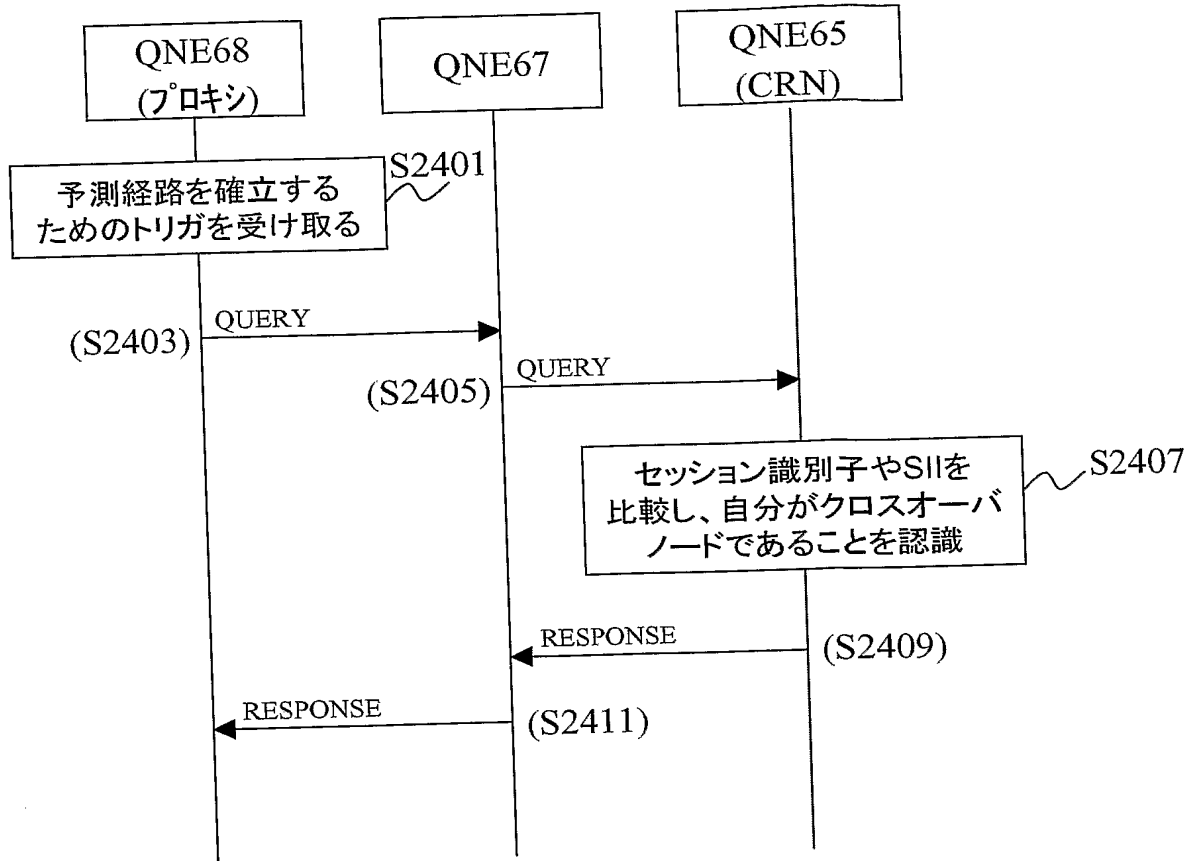 QNE68
(プロキシ)
QNE67
QNE65
(CRN)
予測経路を確立する
ためのトリガを受け取る
S2401
(S2403)
QUERY
(S2405)
QUERY
セッション識別子やSIIを
比較し、自分がクロスオーバ
ノードであることを認識
S2407
RESPONSE
(S2409)
RESPONSE
(S2411)